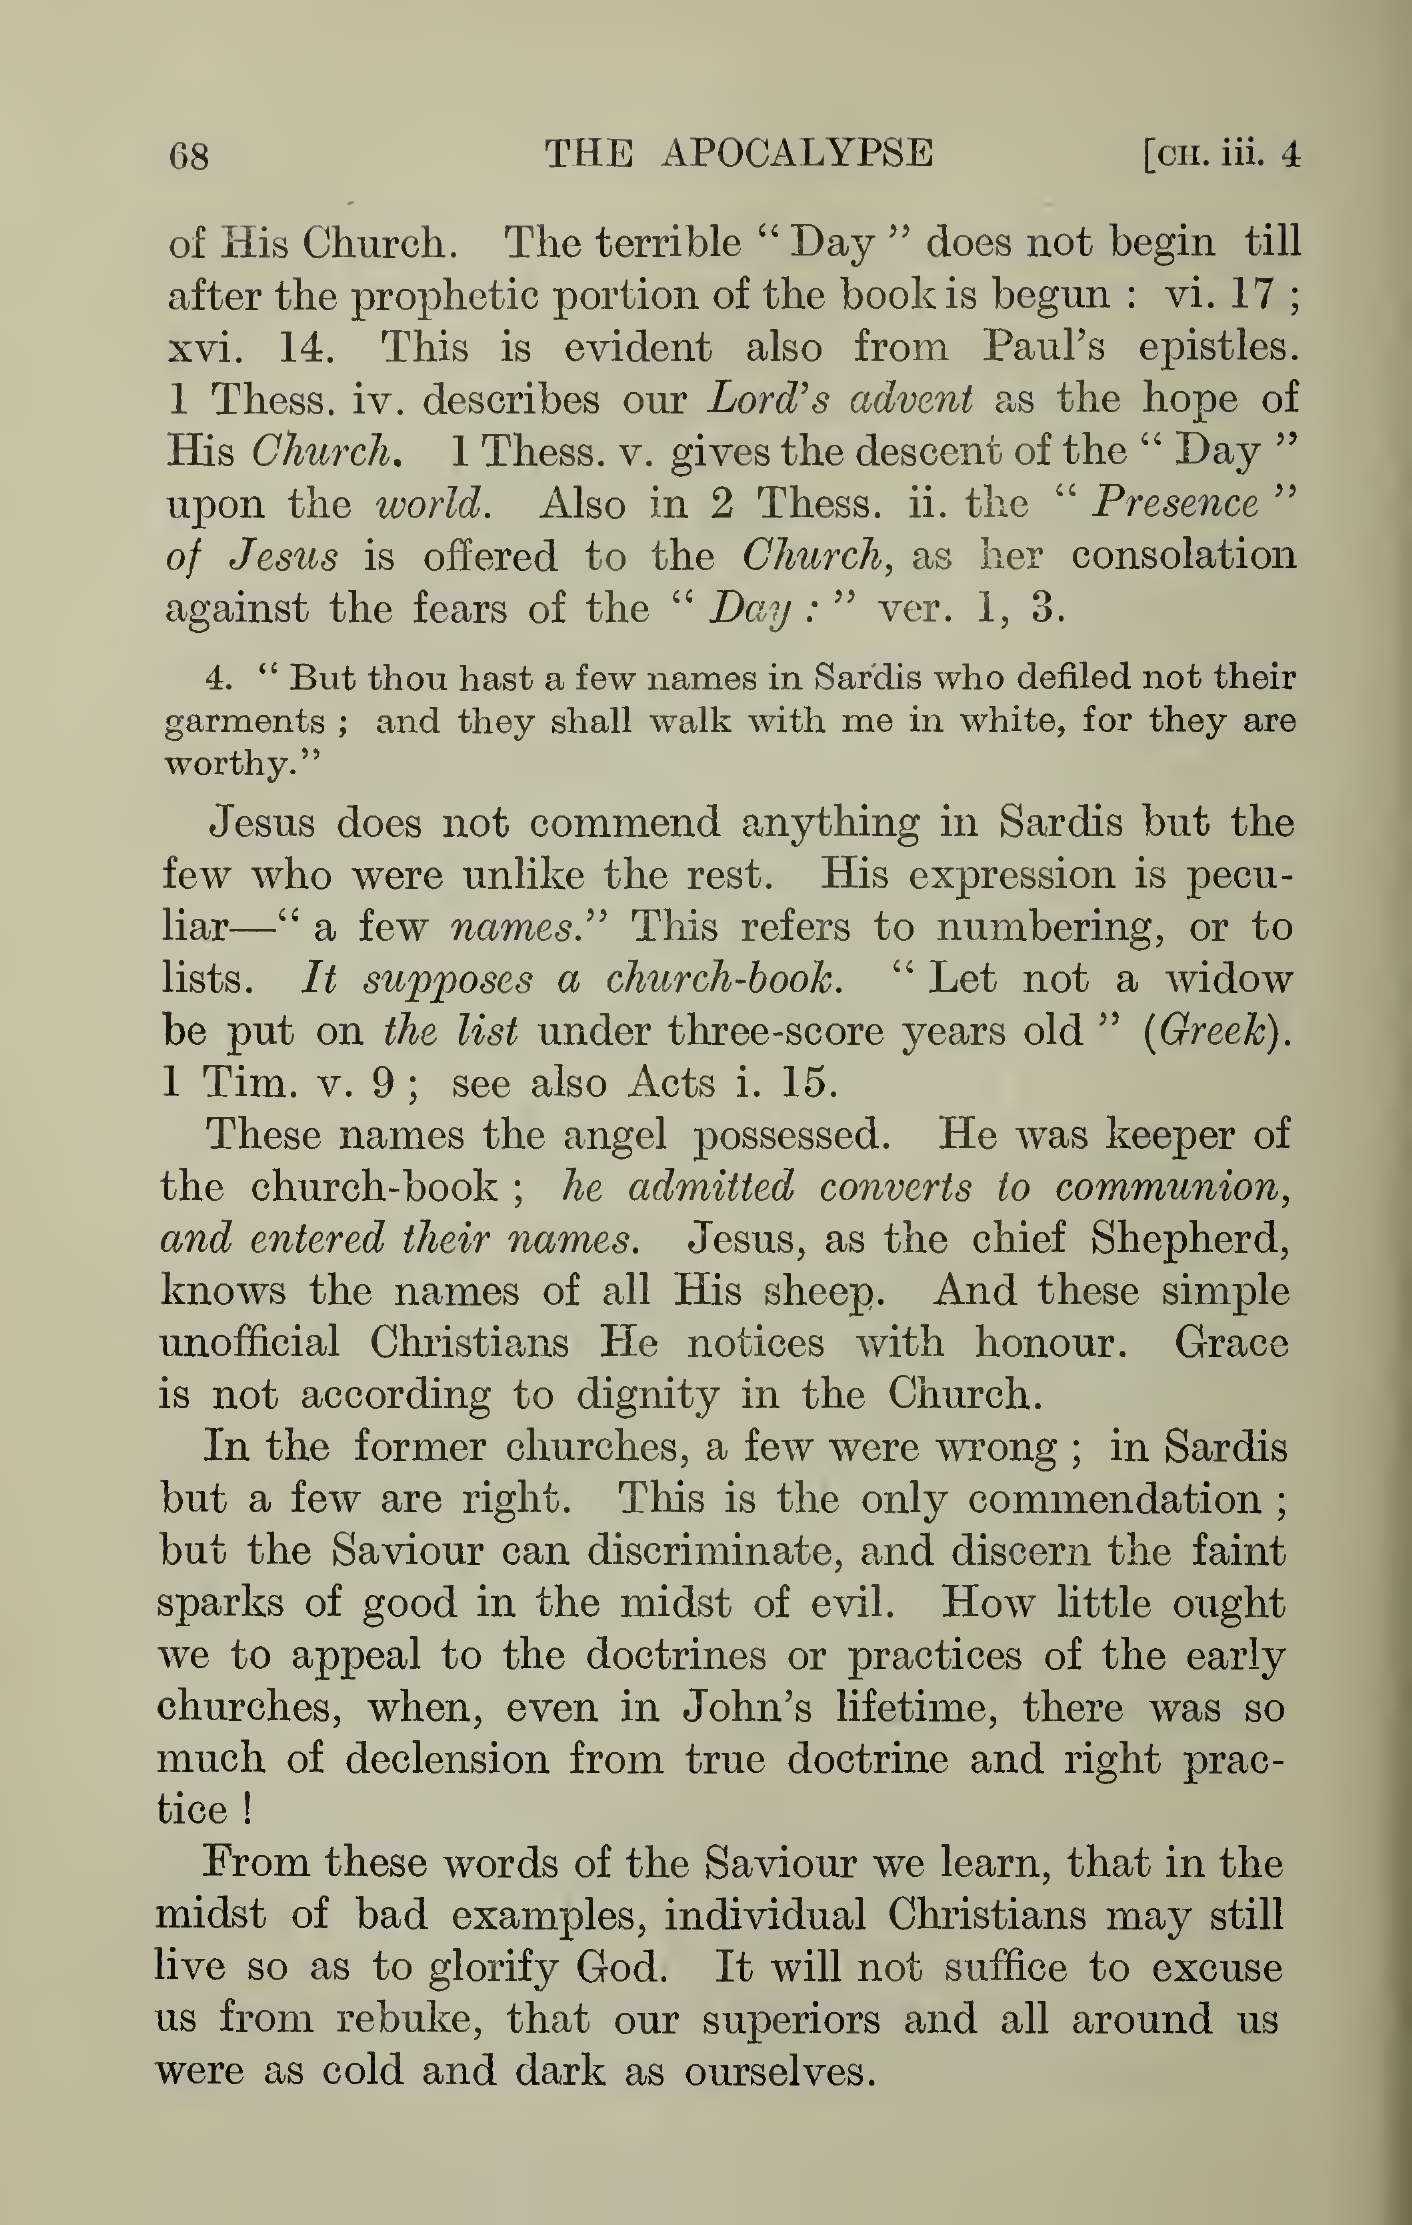 68 THE APOCALYPSE [CH. iii. 4
of His Church. The terrible “ Day ” does not begin till
after the prophetic portion of the book is begun : vi. 17 ;
xvi. 14. This is evident also from Paul’s epistles.
1 Thess. iv. describes our Lord’s advent as the hope of
His Church. 1 Thess. v. gives the descent of the “ Day ”
upon the world. Also in 2 Thess. ii. the “ Presence ”
of Jesus is offered to the Church, as her consolation
against the fears of the “ Day : ” ver. 1, 3.
4. “ But thou hast a few names in Sardis who defiled not their
garments ; and they shall walk with me in white, for they are
worthy.”
Jesus does not commend anything in Sardis but the
few who were unlike the rest. His expression is pecu-
liar—“ a few names.” This refers to numbering, or to
lists. It supposes a church-book. “ Let not a widow
be put on the list under three-score years old ” (Greek).
1 Tim. v. 9 ; see also Acts i. 15.
These names the angel possessed. He was keeper of
the church-book ; he admitted converts to communion,
and entered their names. Jesus, as the chief Shepherd,
knows the names of all His sheep. And these simple
unofficial Christians He notices with honour. Grace
is not according to dignity in the Church.
In the former churches, a few were wrong ; in Sardis
but a few are right. This is the only commendation ;
but the Saviour can discriminate, and discern the faint
sparks of good in the midst of evil. How little ought
we to appeal to the doctrines or practices of the early
churches, when, even in John’s lifetime, there was so
much of declension from true doctrine and right prac-
tice !
From these words of the Saviour we learn, that in the
midst of bad examples, individual Christians may still
live so as to glorify God. It will not suffice to excuse
us from rebuke, that our superiors and all around us
were as cold and dark as ourselves.